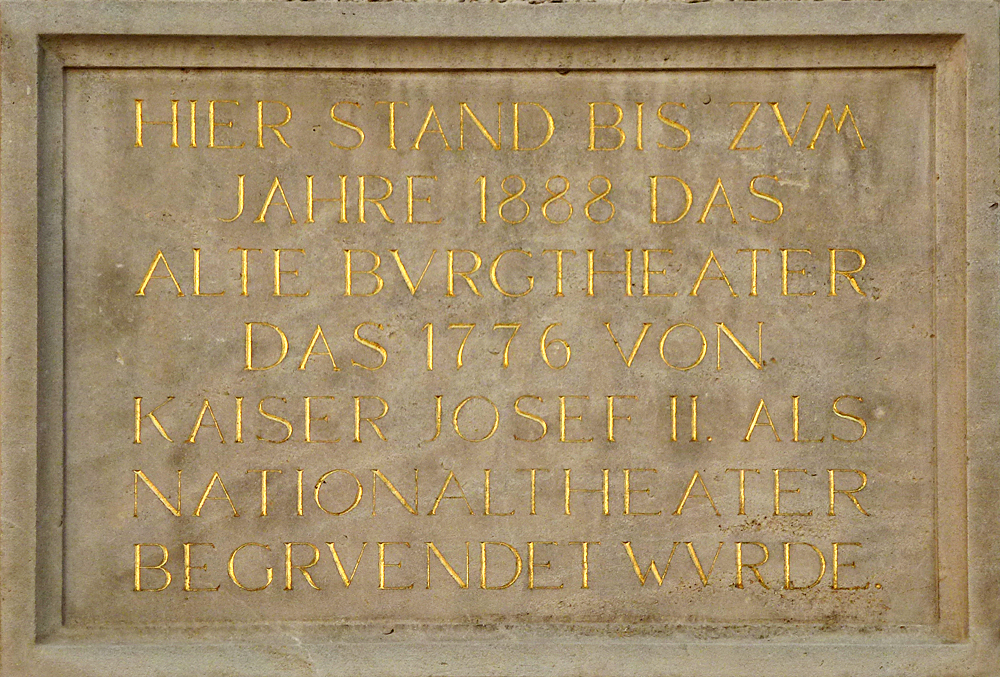 HIER STAND BIS ZVM
JAHRE 1888 DAS
ALTE BVRGTHEATER
DAS 1776 VON
KAISER JOSEF II. ALS
NATIONALTHEATER
BEGRVENDET WVRDE.